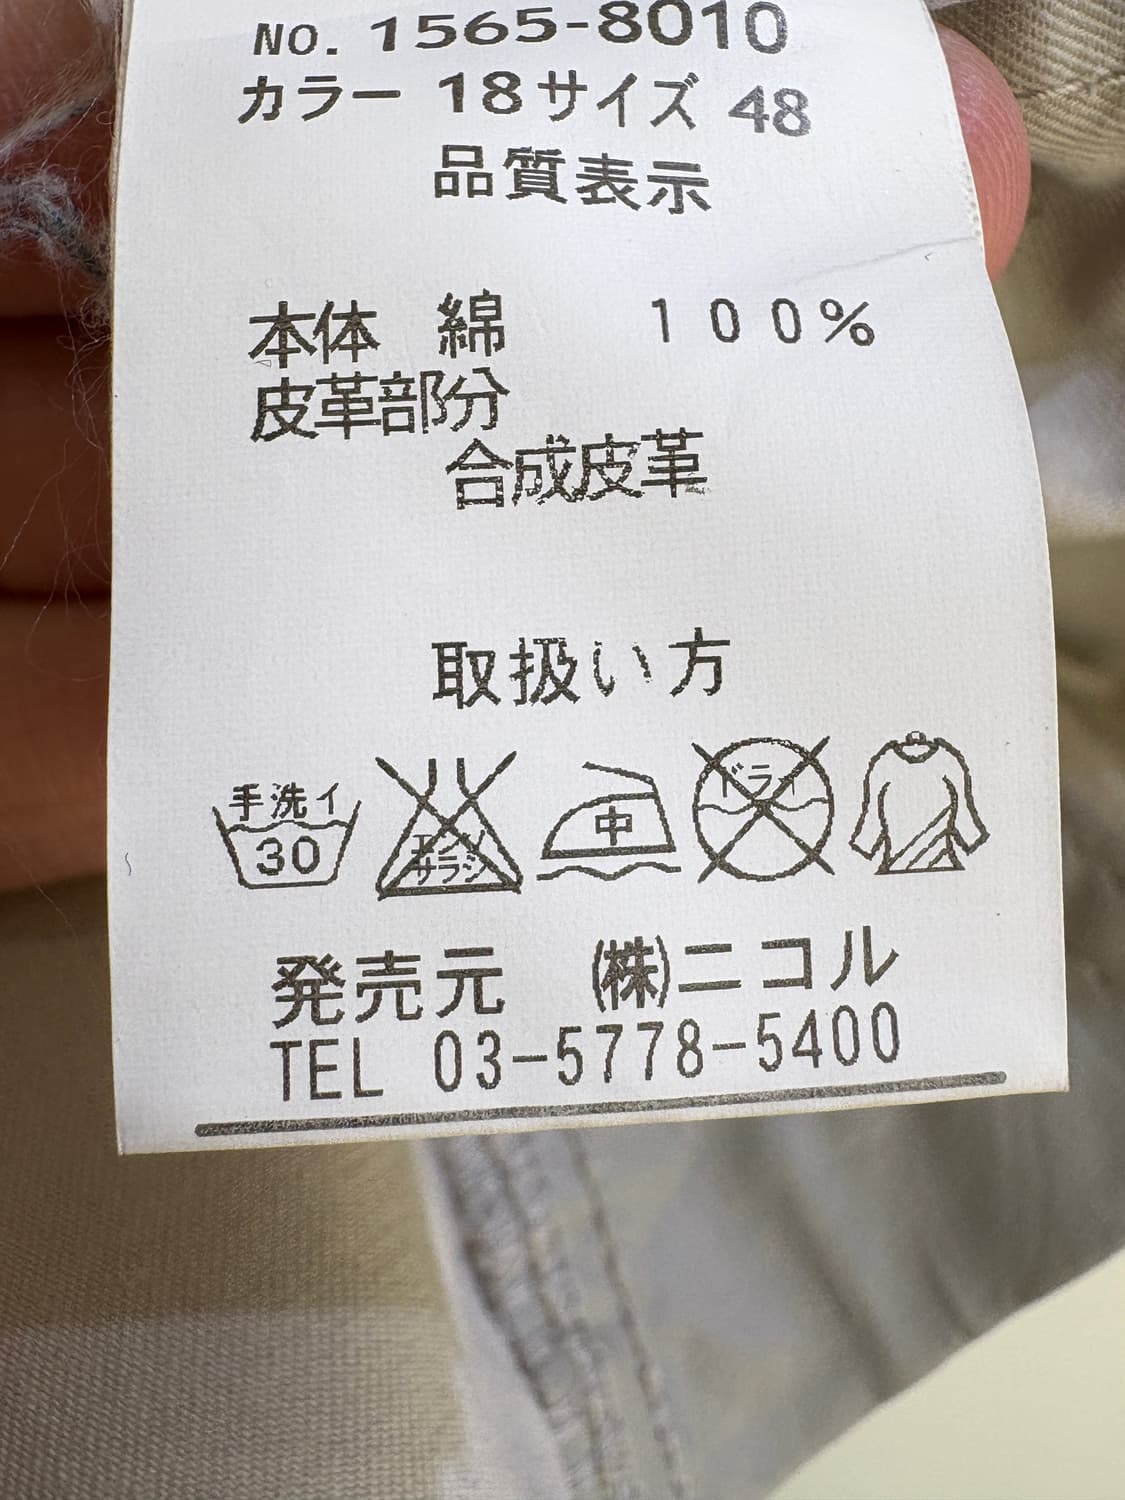 NO. 1565-8010
カラー 18 サイズ 48
品質表示
本体 綿 100%
皮革部分
合成皮革
取扱い方
手洗イ
30
エンソ
サラシ
中
ドライ
発売元 ㈱ニコル
TEL 03-5778-5400